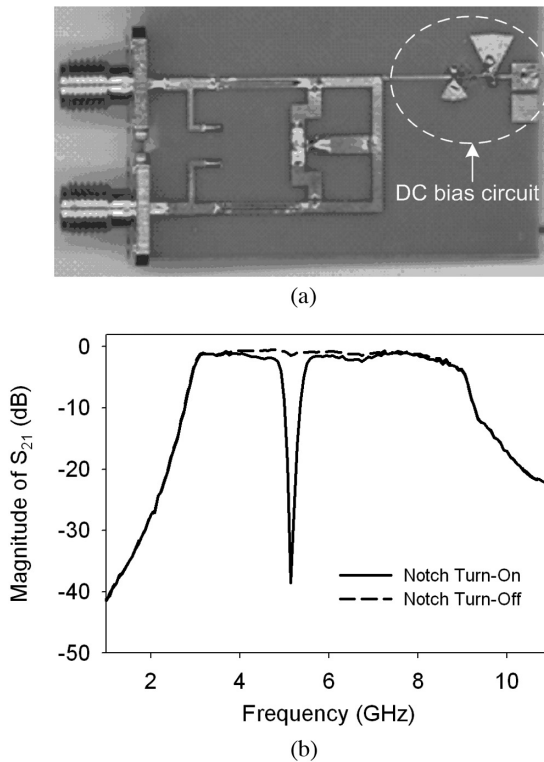 DC bias circuit
(a)
Magnitude of S21 (dB)
0
-10
-20
-30
-40
-50
Notch Turn-On
Notch Turn-Off
2
4
6
8
10
Frequency (GHz)
(b)